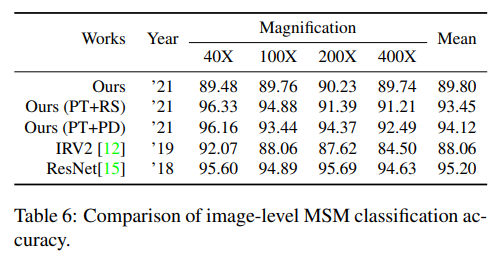 Works Year Magnification Mean
40X 100X 200X 400X
Ours '21 89.48 89.76 90.23 89.74 89.80
Ours (PT+RS) '21 96.33 94.88 91.39 91.21 93.45
Ours (PT+PD) '21 96.16 93.44 94.37 92.49 94.12
IRV2 [12] '19 92.07 88.06 87.62 84.50 88.06
ResNet[15] '18 95.60 94.89 95.69 94.63 95.20
Table 6: Comparison of image-level MSM classification ac-
curacy.